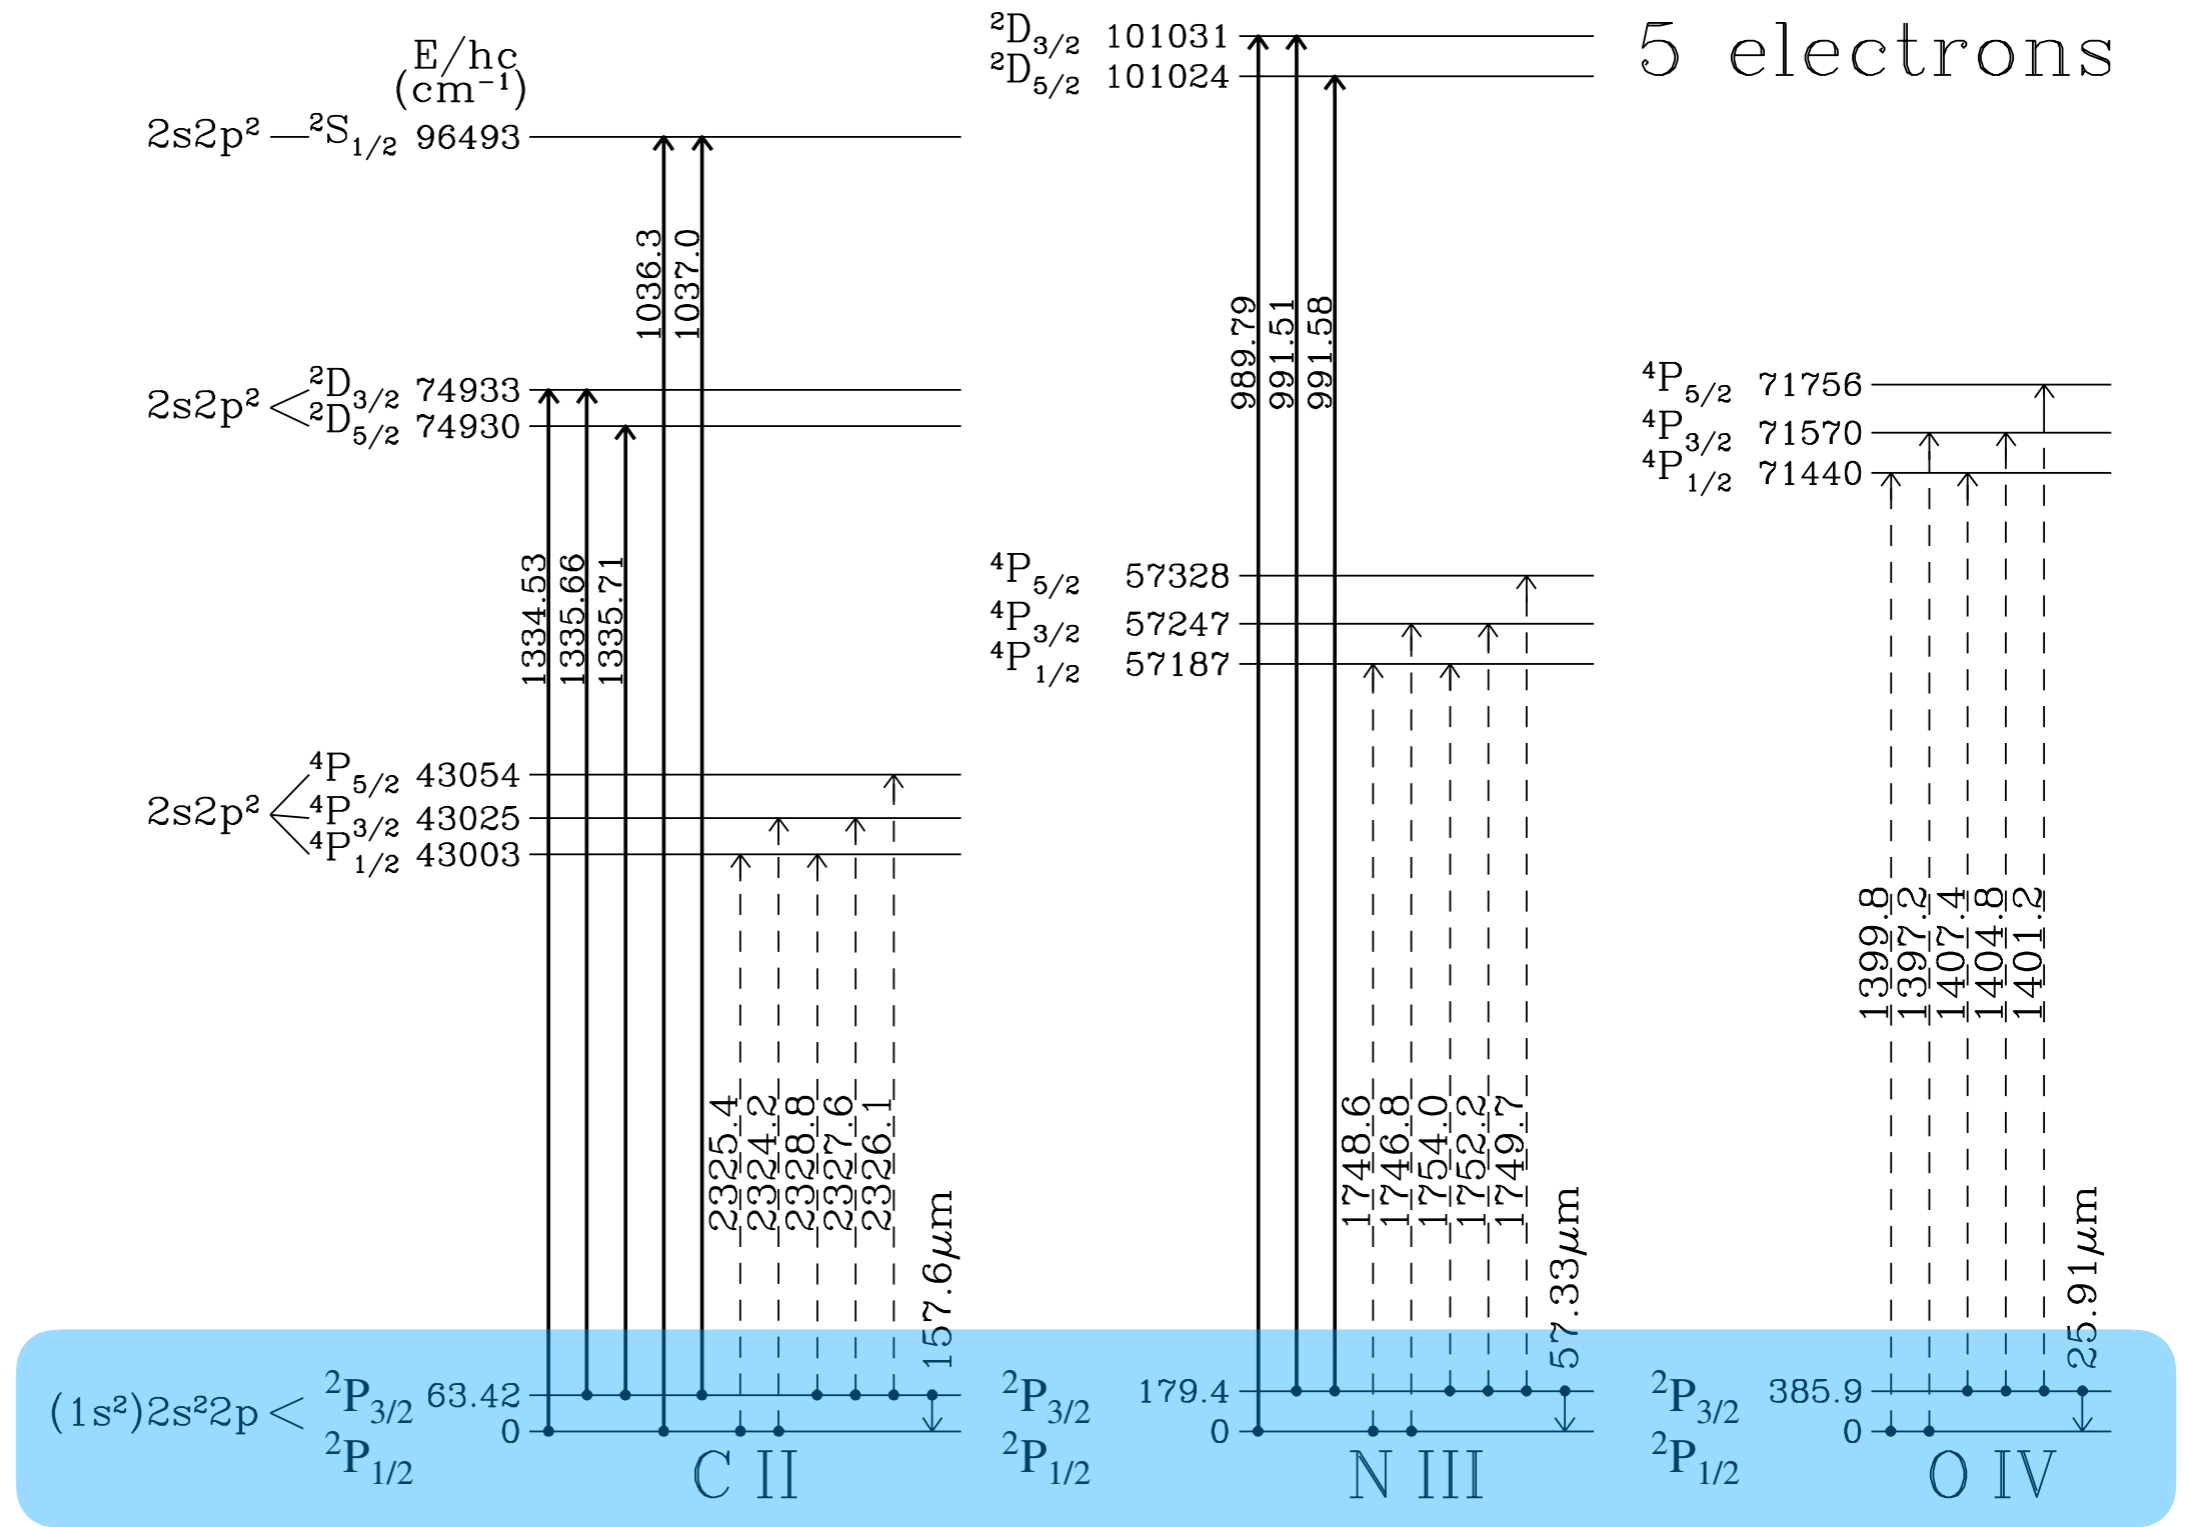 5 electrons
E/hc
(cm⁻¹)
2s2p² ²S₁/₂ 96493
1036.3
1037.0
2s2p² ²D₃/₂ 74933
²D₅/₂ 74930
1334.53
1335.66
1335.71
2s2p² ⁴P₅/₂ 43054
⁴P₃/₂ 43025
⁴P₁/₂ 43003
2325.4
2324.2
2328.8
2327.6
2326.1
157.6μm
(1s²)2s²2p < ²P₃/₂ 63.42
²P₁/₂ 0
C II
²D₃/₂ 101031
²D₅/₂ 101024
989.79
991.51
991.58
⁴P₅/₂ 57328
⁴P₃/₂ 57247
⁴P₁/₂ 57187
1748.6
1746.8
1754.0
1752.2
1749.7
57.33μm
²P₃/₂ 179.4
²P₁/₂ 0
N III
⁴P₅/₂ 71756
⁴P₃/₂ 71570
⁴P₁/₂ 71440
1399.8
1397.2
1407.4
1404.8
1401.2
25.91μm
²P₃/₂ 385.9
²P₁/₂ 0
O IV